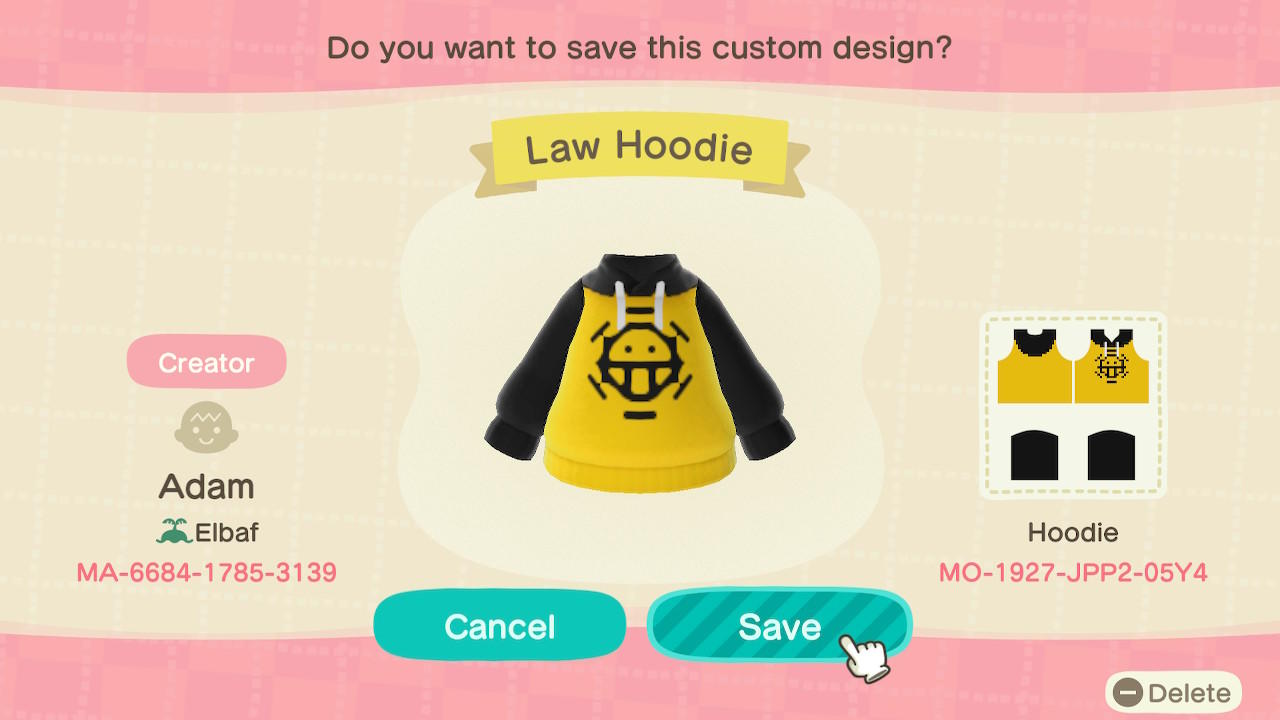 Do you want to save this custom design?
Law Hoodie
Creator
Adam
Elbaf
MA-6684-1785-3139
Hoodie
MO-1927-JPP2-05Y4
Cancel
Save
Delete